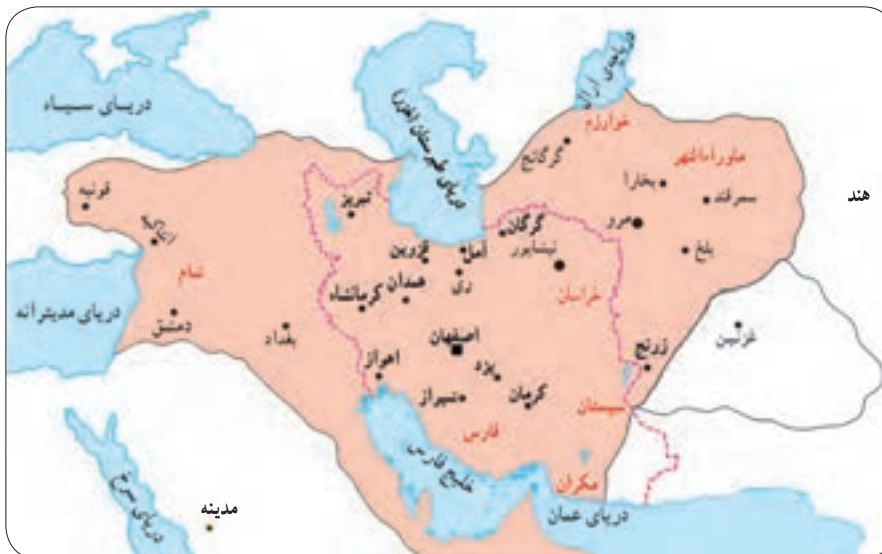 دریاچه‌ی آرال
دریای سیاه
خوارزم
ماوراءالنهر
گرگانج
دریای طبرستان (خزر)
بخارا
سمرقند
هند
قونیه
تبریز
انطاکیه
گرگان
مرو
نیشابور
بلخ
آمل
قزوین
ری
همدان
شام
کرمانشاه
خراسان
دریای مدیترانه
دمشق
بغداد
اصفهان
غزنین
زرنج
اهواز
یزد
شیراز
کرمان
سیستان
فارس
خلیج فارس
مکران
دریای عمان
مدینه
دریای سرخ